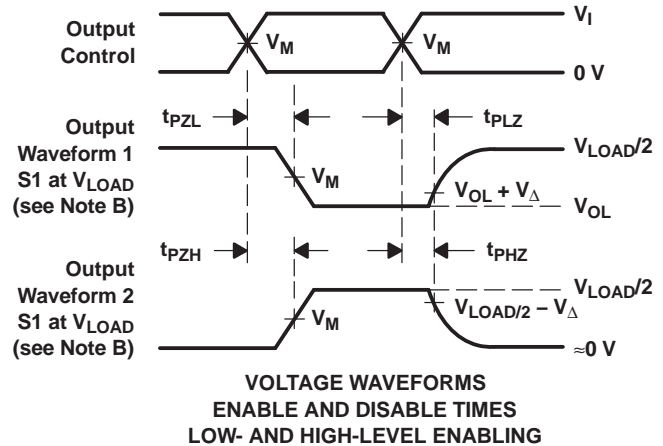 Output
Control
V_M
V_M
V_I
0 V
t_PZL
t_PLZ
Output
Waveform 1
S1 at V_LOAD
(see Note B)
V_M
V_LOAD/2
V_OL + V_Δ
V_OL
t_PZH
t_PHZ
Output
Waveform 2
S1 at V_LOAD
(see Note B)
V_M
V_LOAD/2
V_LOAD/2 – V_Δ
≈0 V
VOLTAGE WAVEFORMS
ENABLE AND DISABLE TIMES
LOW- AND HIGH-LEVEL ENABLING